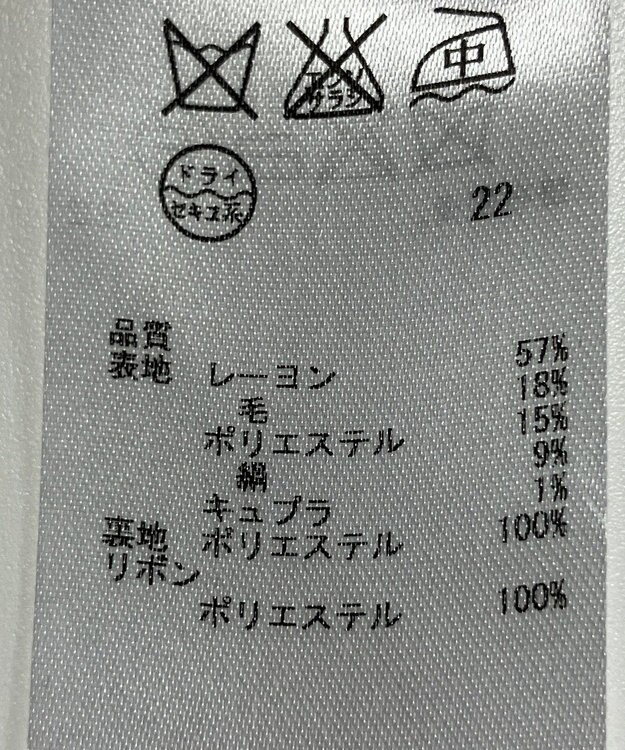 エンソ
サラシ
中
ドライ
セキユ系
22
品質
表地 レーヨン 57%
毛 18%
ポリエステル 15%
綿 9%
キュプラ 1%
裏地 ポリエステル 100%
リボン
ポリエステル 100%